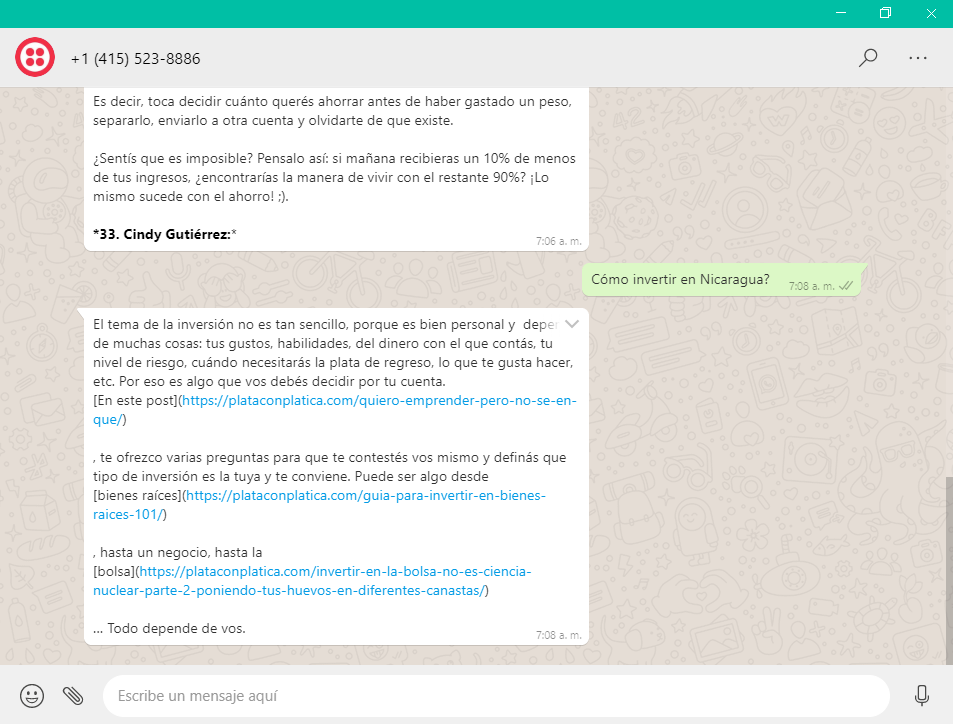 +1 (415) 523-8886
Es decir, toca decidir cuánto querés ahorrar antes de haber gastado un peso,
separarlo, enviarlo a otra cuenta y olvidarte de que existe.
¿Sentís que es imposible? Pensalo así: si mañana recibieras un 10% de menos
de tus ingresos, ¿encontrarías la manera de vivir con el restante 90%? ¡Lo
mismo sucede con el ahorro! ;).
*33. Cindy Gutiérrez:*
7:06 a. m.
Cómo invertir en Nicaragua?
7:08 a. m.
El tema de la inversión no es tan sencillo, porque es bien personal y  depen
de muchas cosas: tus gustos, habilidades, del dinero con el que contás, tu
nivel de riesgo, cuándo necesitarás la plata de regreso, lo que te gusta hacer,
etc. Por eso es algo que vos debés decidir por tu cuenta.
[En este post](https://plataconplatica.com/quiero-emprender-pero-no-se-en-
que/)
, te ofrezco varias preguntas para que te contestés vos mismo y definás que
tipo de inversión es la tuya y te conviene. Puede ser algo desde
[bienes raíces](https://plataconplatica.com/guia-para-invertir-en-bienes-
raices-101/)
, hasta un negocio, hasta la
[bolsa](https://plataconplatica.com/invertir-en-la-bolsa-no-es-ciencia-
nuclear-parte-2-poniendo-tus-huevos-en-diferentes-canastas/)
... Todo depende de vos.
7:08 a. m.
Escribe un mensaje aquí